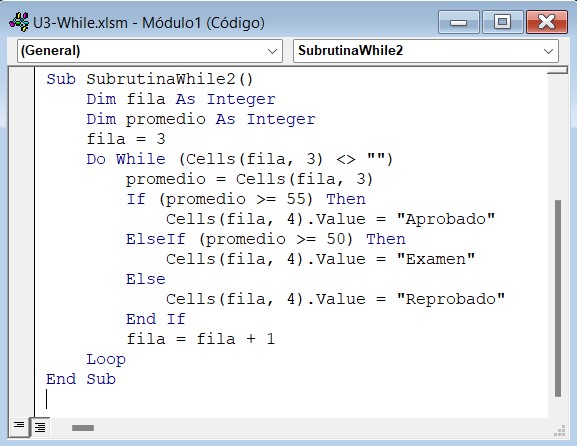 U3-While.xlsm - Módulo1 (Código)
(General) SubrutinaWhile2
Sub SubrutinaWhile2()
    Dim fila As Integer
    Dim promedio As Integer
    fila = 3
    Do While (Cells(fila, 3) <> "")
        promedio = Cells(fila, 3)
        If (promedio >= 55) Then
            Cells(fila, 4).Value = "Aprobado"
        ElseIf (promedio >= 50) Then
            Cells(fila, 4).Value = "Examen"
        Else
            Cells(fila, 4).Value = "Reprobado"
        End If
        fila = fila + 1
    Loop
End Sub